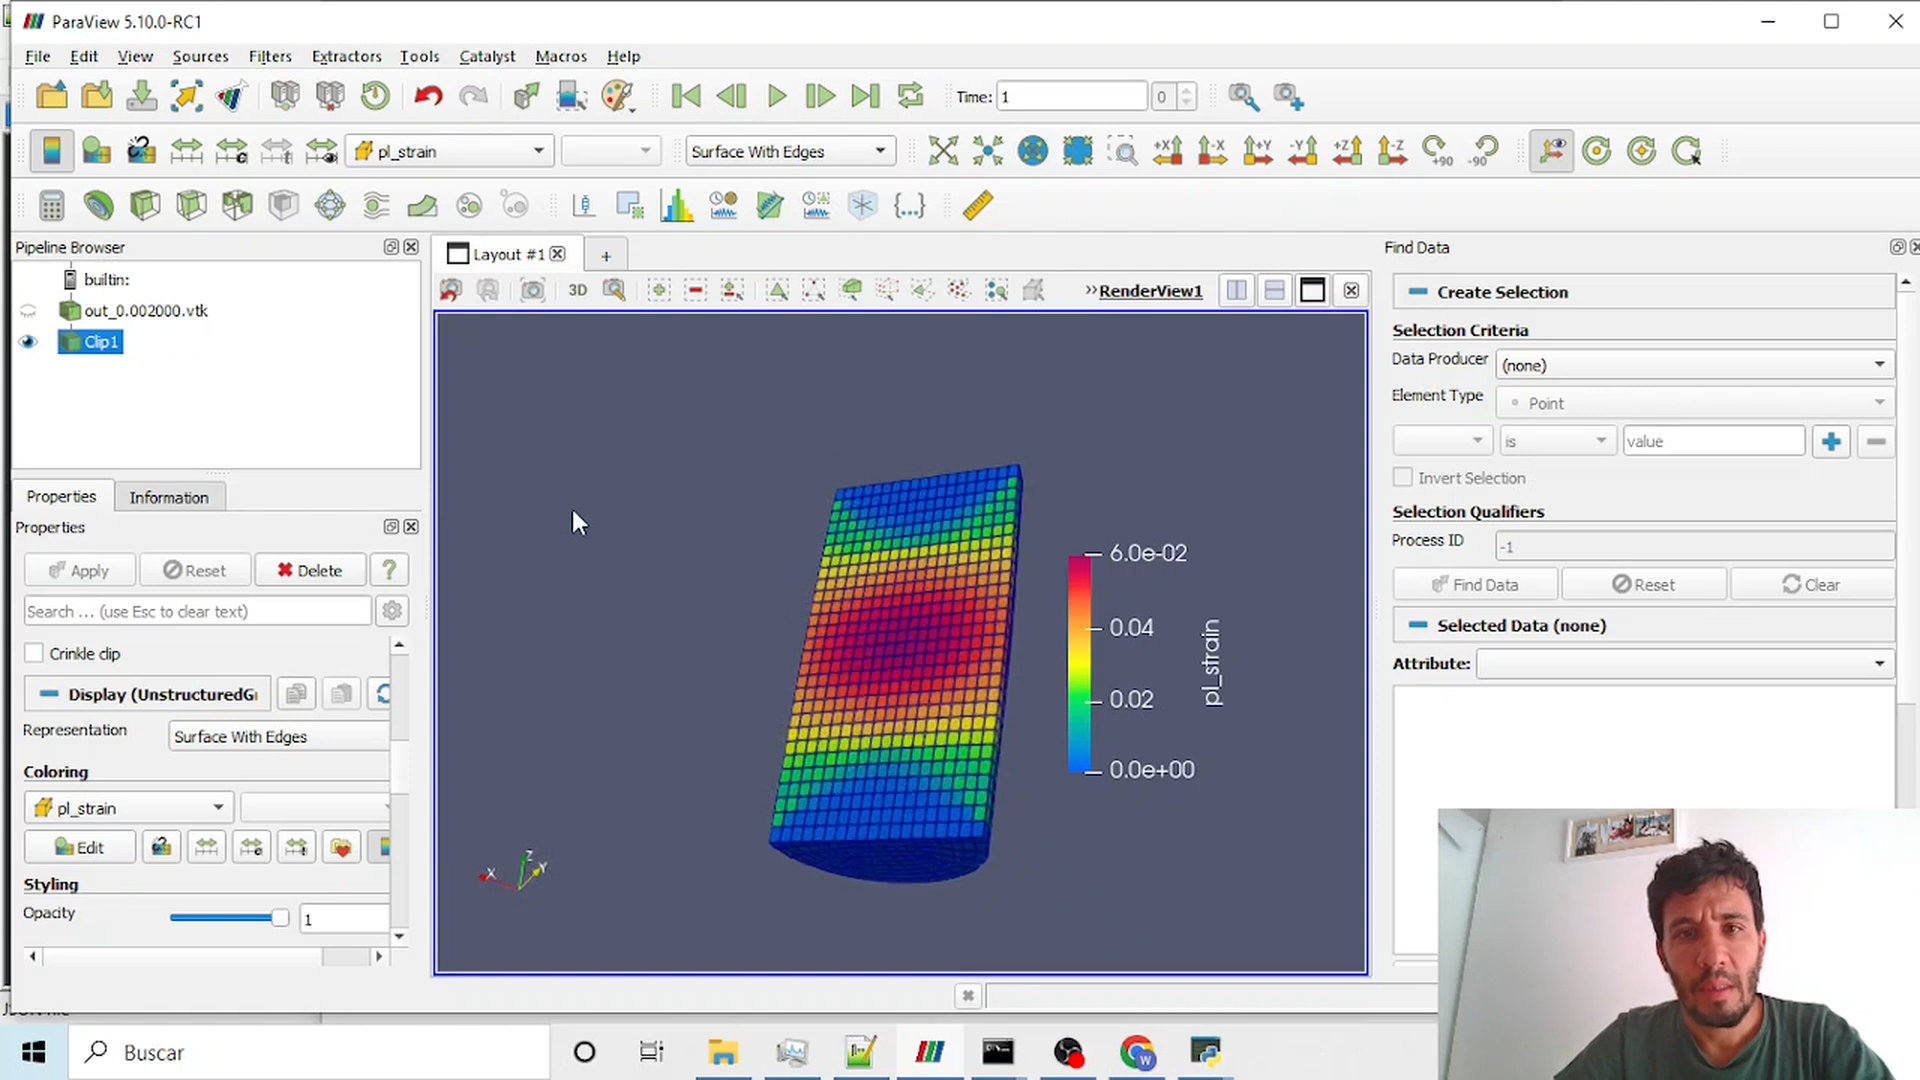 ParaView 5.10.0-RC1
File Edit View Sources Filters Extractors Tools Catalyst Macros Help
Time: 1 0
pl_strain Surface With Edges +X -X +Y -Y +Z -Z +90 -90
Pipeline Browser
builtin:
out_0.002000.vtk
Clip1
Layout #1
+
3D
»RenderView1
Properties Information
Properties
Apply Reset Delete ?
Search ... (use Esc to clear text)
Crinkle clip
Display (UnstructuredG
Representation Surface With Edges
Coloring
pl_strain
Edit
Styling
Opacity 1
6.0e-02
0.04
0.02
0.0e+00
pl_strain
X Z Y
Find Data
Create Selection
Selection Criteria
Data Producer (none)
Element Type Point
is value
Invert Selection
Selection Qualifiers
Process ID -1
Find Data Reset Clear
Selected Data (none)
Attribute:
Buscar
W